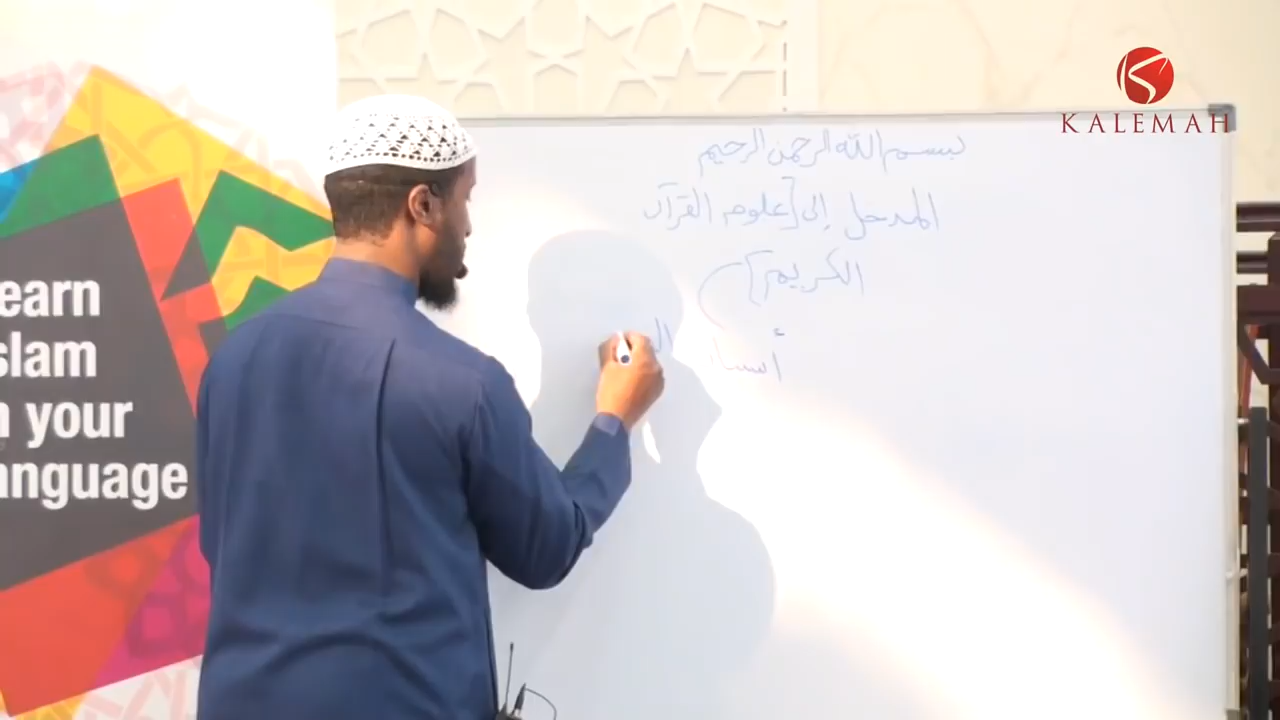 KALEMAH
بسم الله الرحمن الرحيم
المدخل إلى [علوم القرآن
الكريم]
earn
slam
n your
anguage